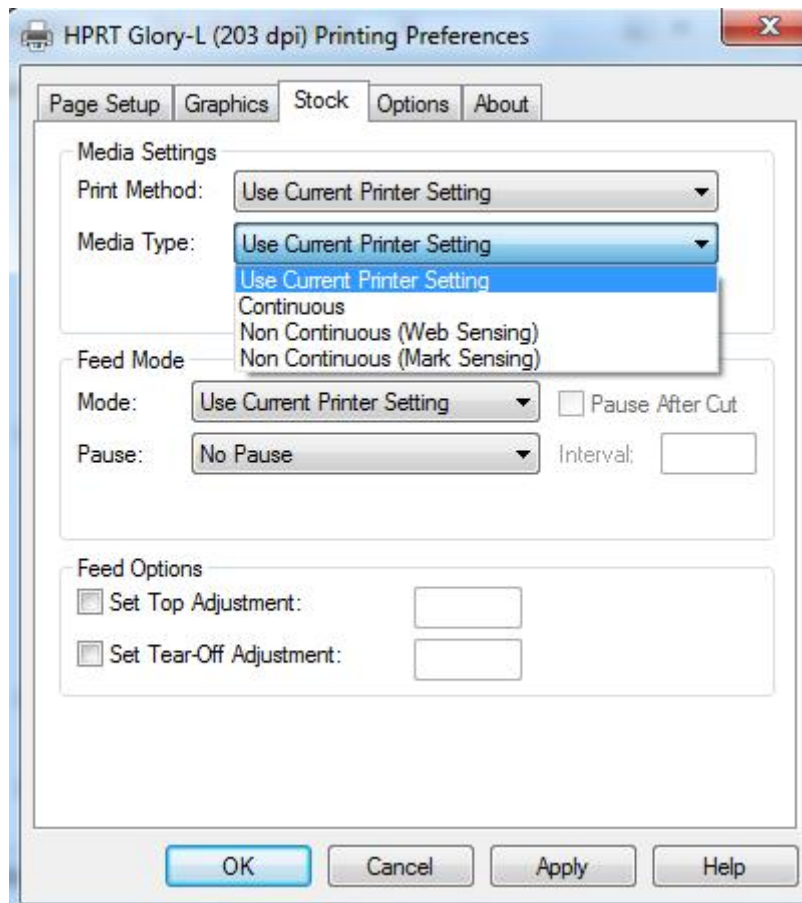 HPRT Glory-L (203 dpi) Printing Preferences
X
Page Setup Graphics Stock Options About
Media Settings
Print Method: Use Current Printer Setting
Media Type: Use Current Printer Setting
Use Current Printer Setting
Continuous
Non Continuous (Web Sensing)
Non Continuous (Mark Sensing)
Feed Mode
Mode: Use Current Printer Setting Pause After Cut
Pause: No Pause Interval:
Feed Options
Set Top Adjustment:
Set Tear-Off Adjustment:
OK Cancel Apply Help